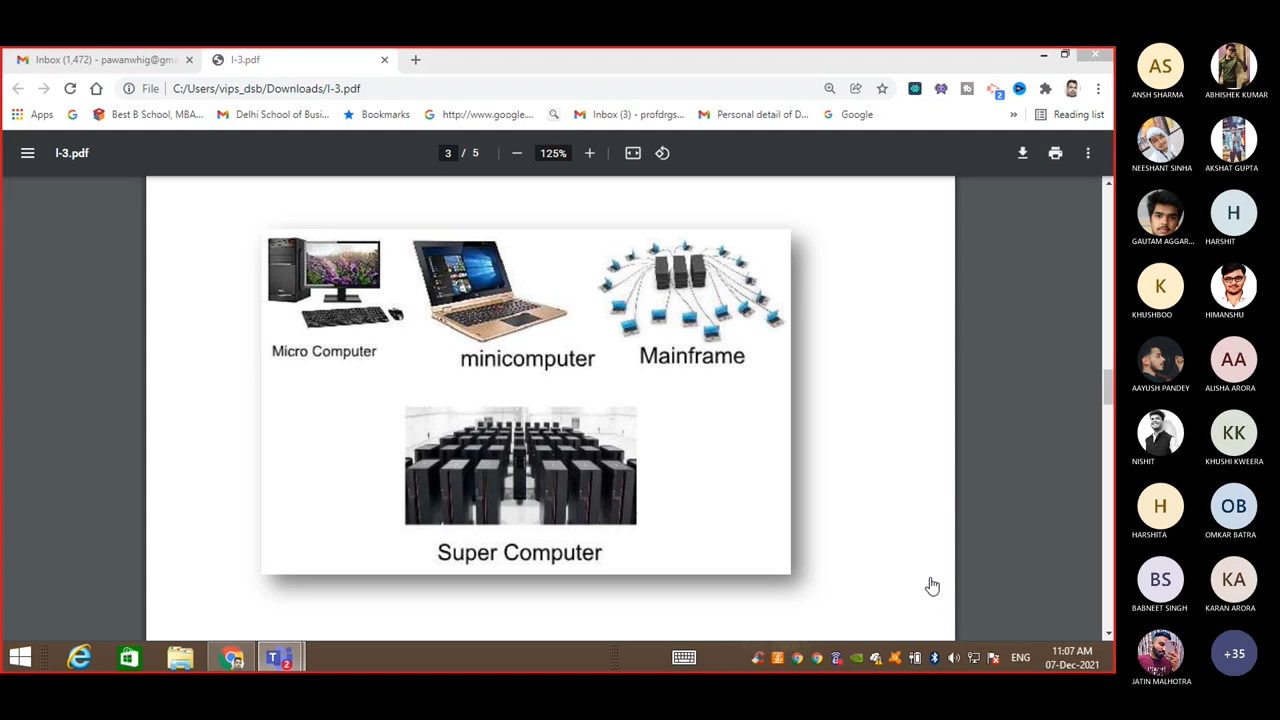 Inbox (1,472) - pawanwhig@gma
l-3.pdf
File
C:/Users/vips_dsb/Downloads/l-3.pdf
2
Apps
Best B School, MBA...
Delhi School of Busi...
Bookmarks
http://www.google....
Inbox (3) - profdrgs...
Personal detail of D...
Google
»
Reading list
l-3.pdf
3 / 5
125%
Micro Computer
minicomputer
Mainframe
Super Computer
AS
ANSH SHARMA
ABHISHEK KUMAR
NEESHANT SINHA
AKSHAT GUPTA
H
GAUTAM AGGAR...
HARSHIT
K
KHUSHBOO
HIMANSHU
AA
AAYUSH PANDEY
ALISHA ARORA
KK
NISHIT
KHUSHI KWEERA
H
OB
HARSHITA
OMKAR BATRA
BS
KA
BABNEET SINGH
KARAN ARORA
+35
JATIN MALHOTRA
T
2
ENG
11:07 AM
07-Dec-2021